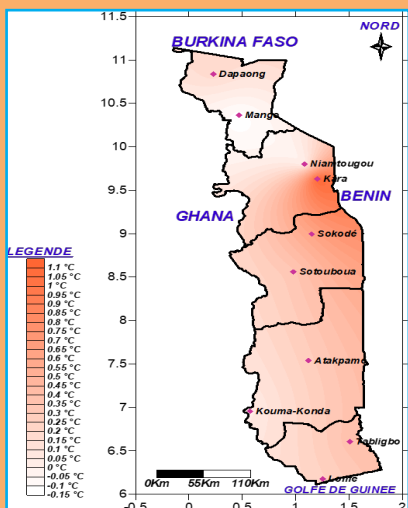 NORD
BURKINA FASO
Dapaong
Mango
Niamtougou
Kara
BENIN
GHANA
Sokodé
Sotouboua
Atakpamé
Kouma-Konda
Tabligbo
Lomé
GOLFE DE GUINEE
0Km 55Km 110Km
11.5
11
10.5
10
9.5
9
8.5
8
7.5
7
6.5
6
0 0.5 1 1.5 2
LEGENDE
1.1 °C
1.05 °C
1 °C
0.95 °C
0.9 °C
0.85 °C
0.8 °C
0.75 °C
0.7 °C
0.65 °C
0.6 °C
0.55 °C
0.5 °C
0.45 °C
0.4 °C
0.35 °C
0.3 °C
0.25 °C
0.2 °C
0.15 °C
0.1 °C
0.05 °C
0 °C
-0.05 °C
-0.1 °C
-0.15 °C